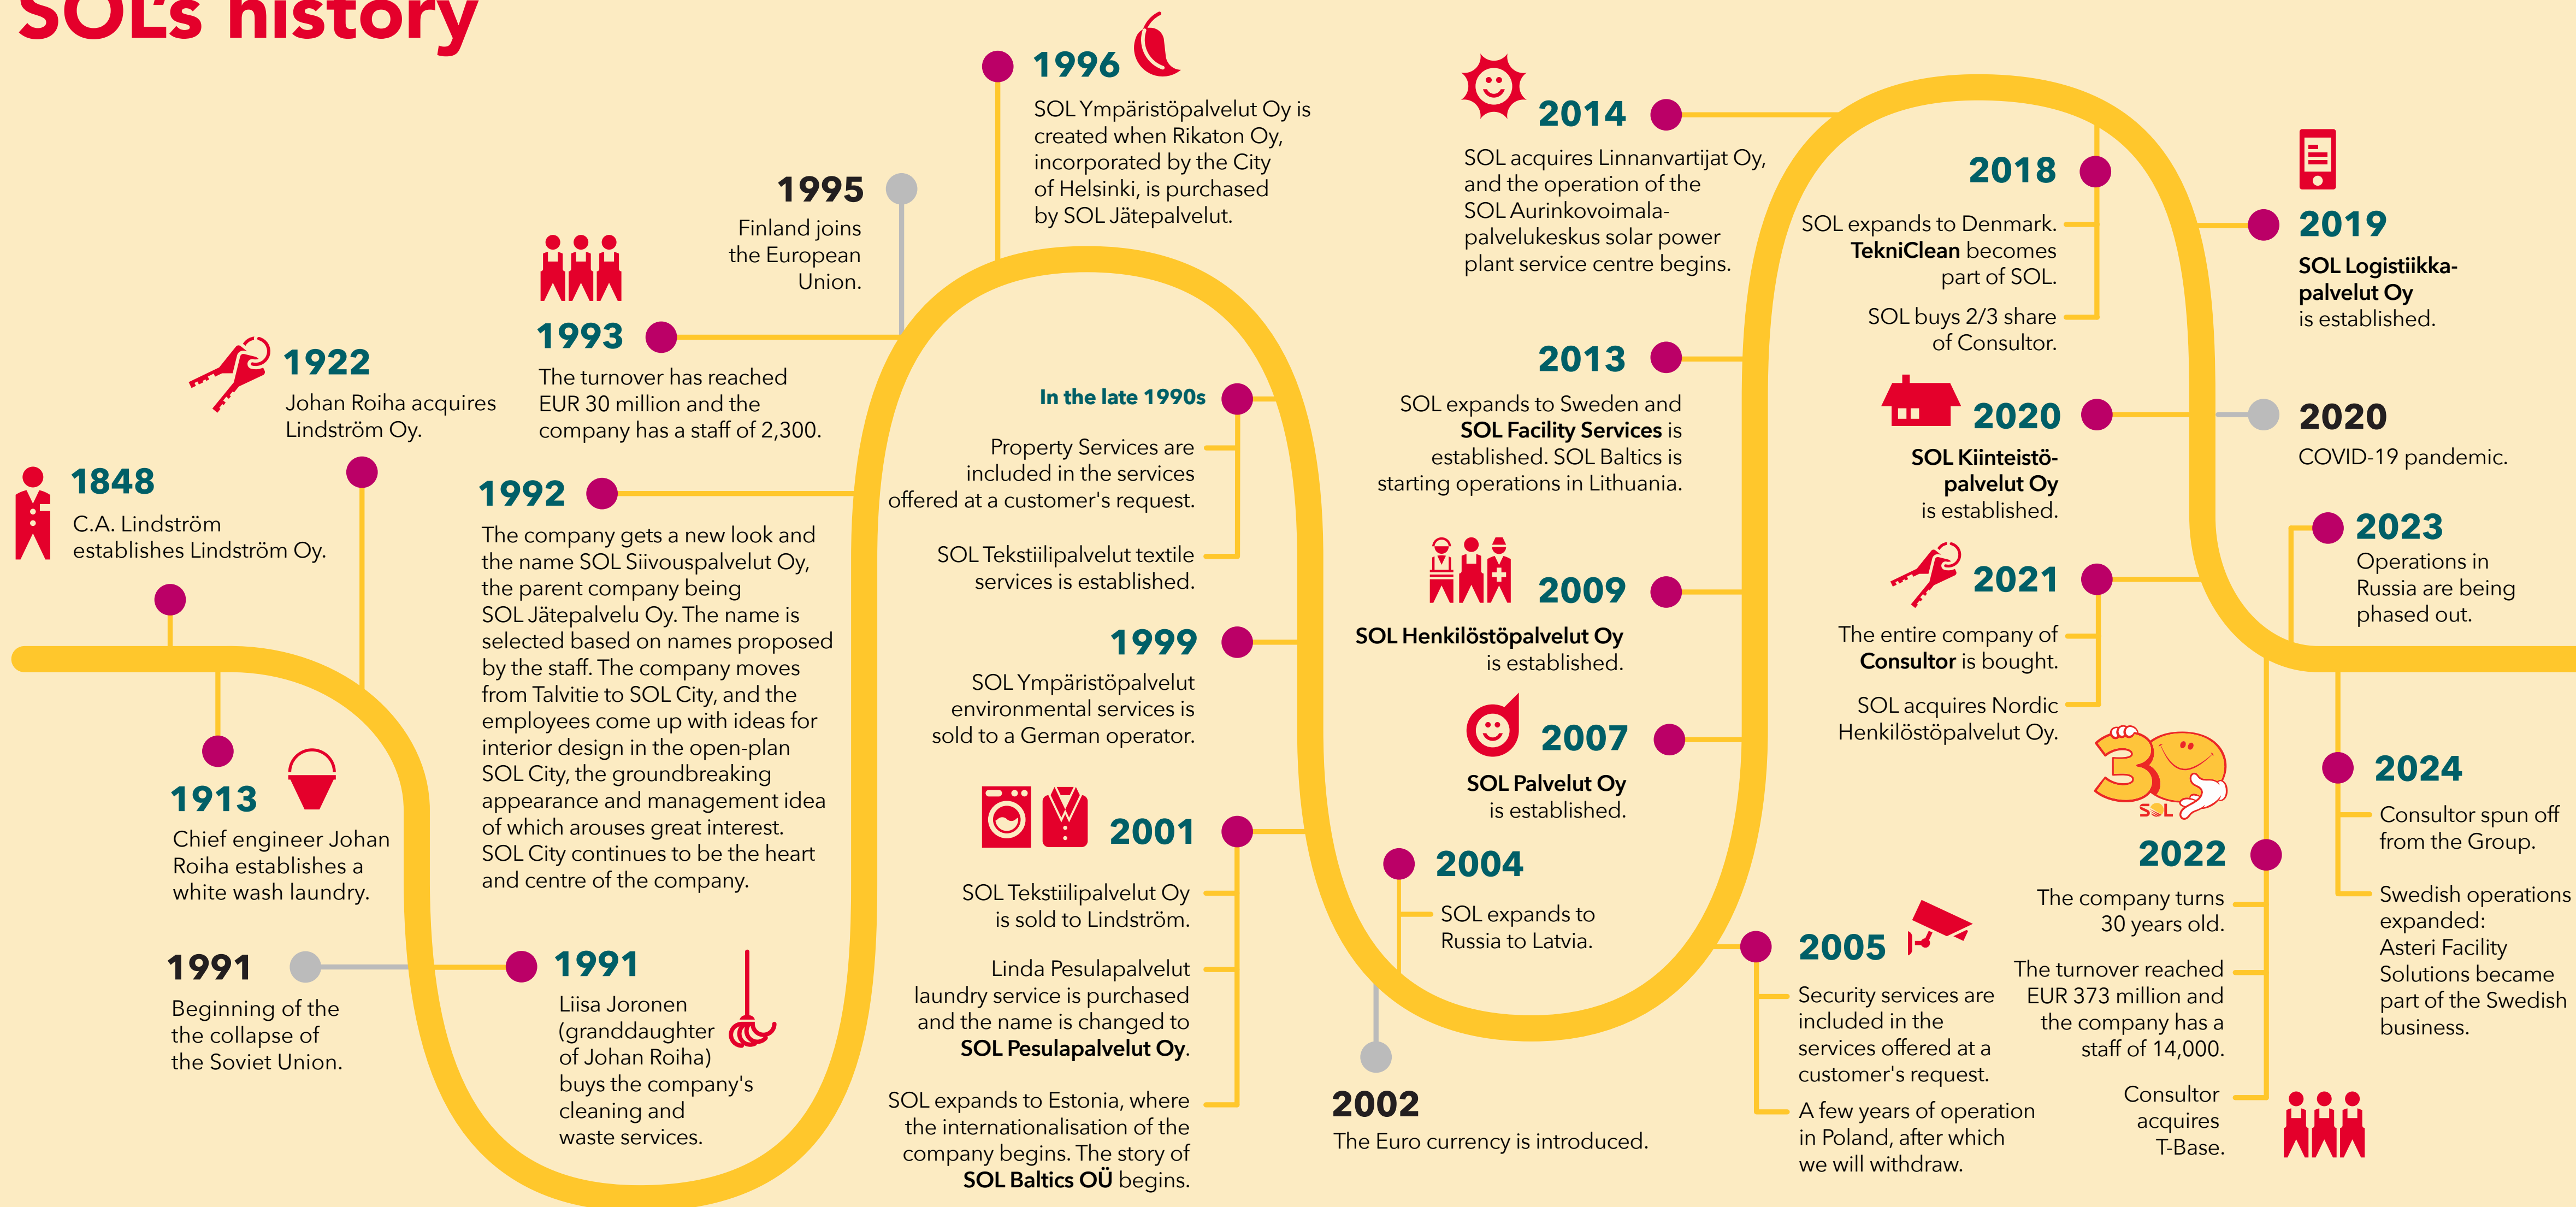 SOL's history
1848
C.A. Lindström
establishes Lindström Oy.
1913
Chief engineer Johan
Roiha establishes a
white wash laundry.
1922
Johan Roiha acquires
Lindström Oy.
1991
Beginning of the
the collapse of
the Soviet Union.
1991
Liisa Joronen
(granddaughter
of Johan Roiha)
buys the company's
cleaning and
waste services.
1992
The company gets a new look and
the name SOL Siivouspalvelut Oy,
the parent company being
SOL Jätepalvelu Oy. The name is
selected based on names proposed
by the staff. The company moves
from Talvitie to SOL City, and the
employees come up with ideas for
interior design in the open-plan
SOL City, the groundbreaking
appearance and management idea
of which arouses great interest.
SOL City continues to be the heart
and centre of the company.
1993
The turnover has reached
EUR 30 million and the
company has a staff of 2,300.
1995
Finland joins
the European
Union.
1996
SOL Ympäristöpalvelut Oy is
created when Rikaton Oy,
incorporated by the City
of Helsinki, is purchased
by SOL Jätepalvelut.
In the late 1990s
Property Services are
included in the services
offered at a customer's request.
SOL Tekstiilipalvelut textile
services is established.
1999
SOL Ympäristöpalvelut
environmental services is
sold to a German operator.
2001
SOL Tekstiilipalvelut Oy
is sold to Lindström.
Linda Pesulapalvelut
laundry service is purchased
and the name is changed to
SOL Pesulapalvelut Oy.
SOL expands to Estonia, where
the internationalisation of the
company begins. The story of
SOL Baltics OÜ begins.
2002
The Euro currency is introduced.
2004
SOL expands to
Russia to Latvia.
2005
Security services are
included in the
services offered at a
customer's request.
A few years of operation
in Poland, after which
we will withdraw.
2007
SOL Palvelut Oy
is established.
2009
SOL Henkilöstöpalvelut Oy
is established.
2013
SOL expands to Sweden and
SOL Facility Services is
established. SOL Baltics is
starting operations in Lithuania.
2014
SOL acquires Linnanvartijat Oy,
and the operation of the
SOL Aurinkovoimala-
palvelukeskus solar power
plant service centre begins.
2018
SOL expands to Denmark.
TekniClean becomes
part of SOL.
SOL buys 2/3 share
of Consultor.
2019
SOL Logistiikka-
palvelut Oy
is established.
2020
SOL Kiinteistö-
palvelut Oy
is established.
2020
COVID-19 pandemic.
2021
The entire company of
Consultor is bought.
SOL acquires Nordic
Henkilöstöpalvelut Oy.
30
SOL
2022
The company turns
30 years old.
The turnover reached
EUR 373 million and
the company has a
staff of 14,000.
Consultor
acquires
T-Base.
2023
Operations in
Russia are being
phased out.
2024
Consultor spun off
from the Group.
Swedish operations
expanded:
Asteri Facility
Solutions became
part of the Swedish
business.